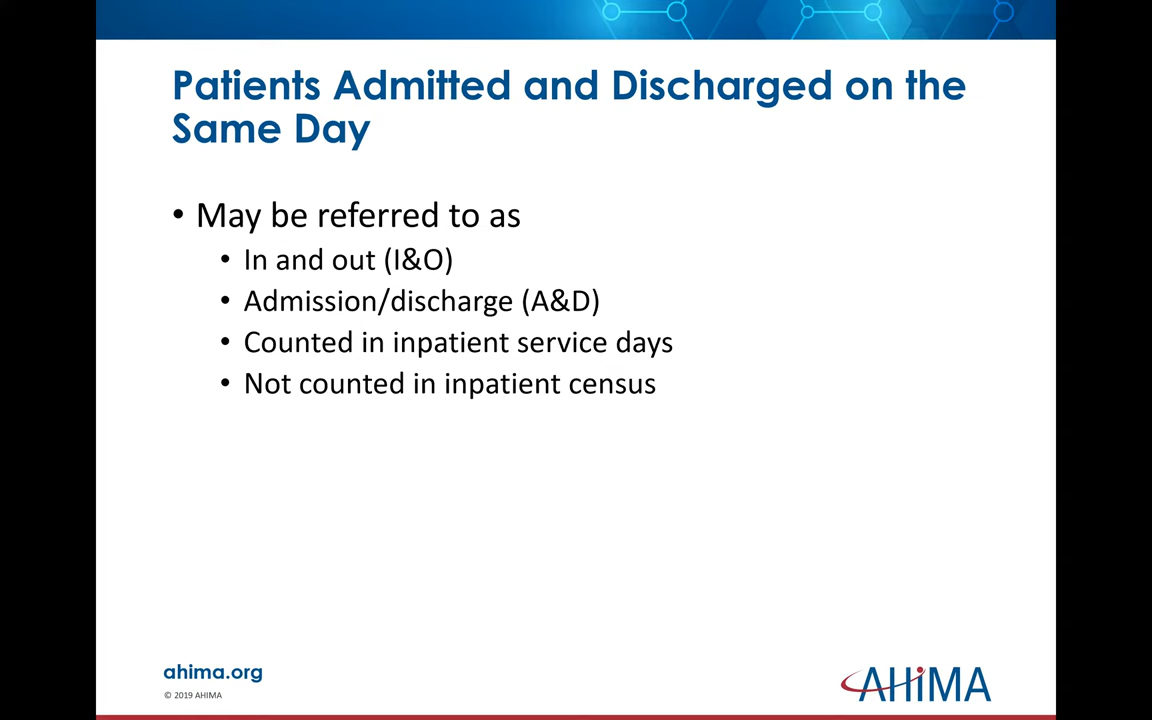 Patients Admitted and Discharged on the
Same Day
• May be referred to as
• In and out (I&O)
• Admission/discharge (A&D)
• Counted in inpatient service days
• Not counted in inpatient census
ahima.org
© 2019 AHIMA
AHiMA